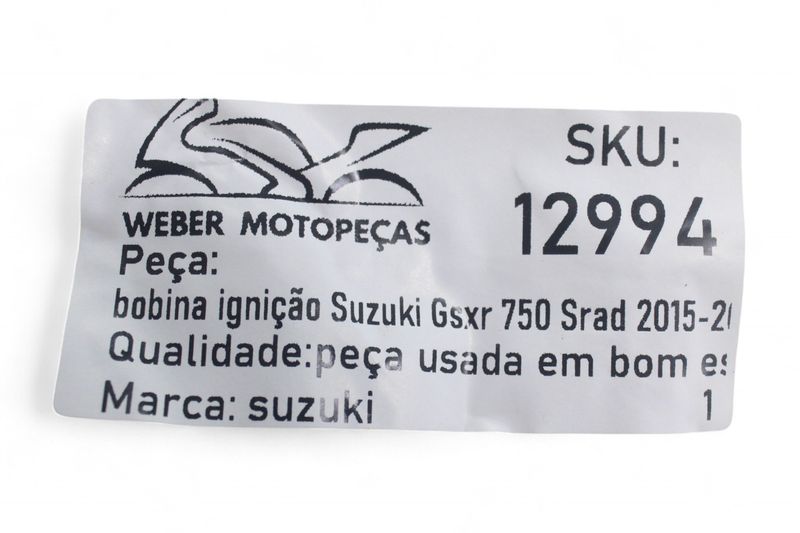 SKU:
12994
WEBER MOTOPEÇAS
Peça:
bobina ignição Suzuki Gsxr 750 Srad 2015-2
Qualidade:peça usada em bom es
Marca: suzuki 1